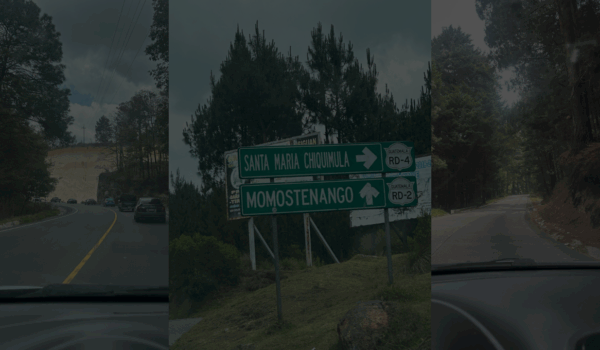 SANTA MARIA CHIQUIMULA
RD-4
MOMOSTENANGO
RD-2